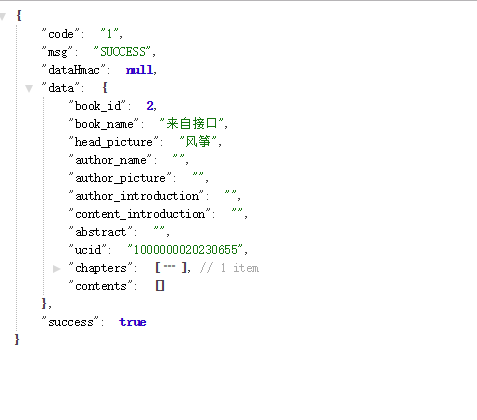 {
"code": "1",
"msg": "SUCCESS",
"dataHmac": null,
"data": {
"book_id": 2,
"book_name": "来自接口",
"head_picture": "风筝",
"author_name": "",
"author_picture": "",
"author_introduction": "",
"content_introduction": "",
"abstract": "",
"ucid": "1000000020230655",
"chapters": [ ··· ], // 1 item
"contents": []
},
"success": true
}